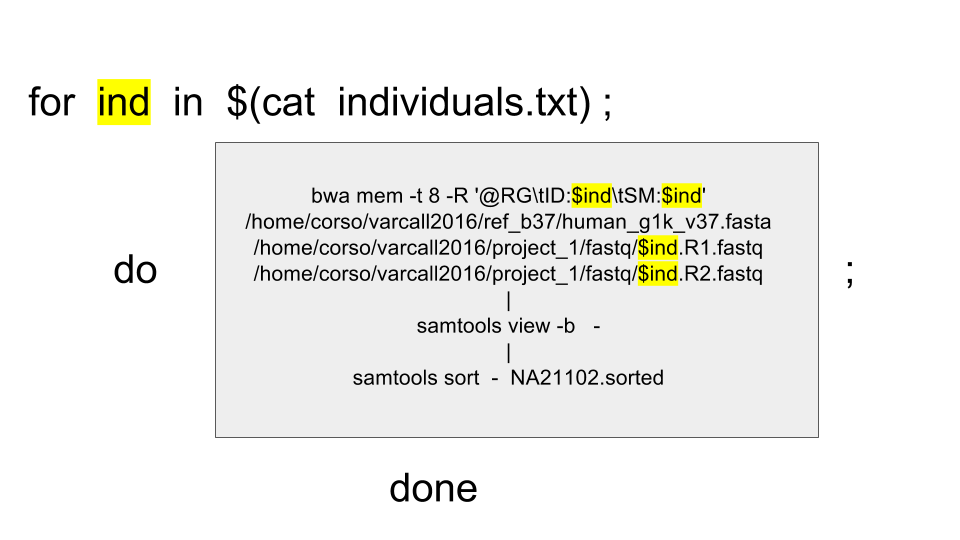 for ind in $(cat individuals.txt) ;
bwa mem -t 8 -R '@RG\tID:$ind\tSM:$ind'
/home/corso/varcall2016/ref_b37/human_g1k_v37.fasta
/home/corso/varcall2016/project_1/fastq/$ind.R1.fastq
do
/home/corso/varcall2016/project_1/fastq/$ind.R2.fastq
;
|
samtools view -b -
|
samtools sort - NA21102.sorted
done